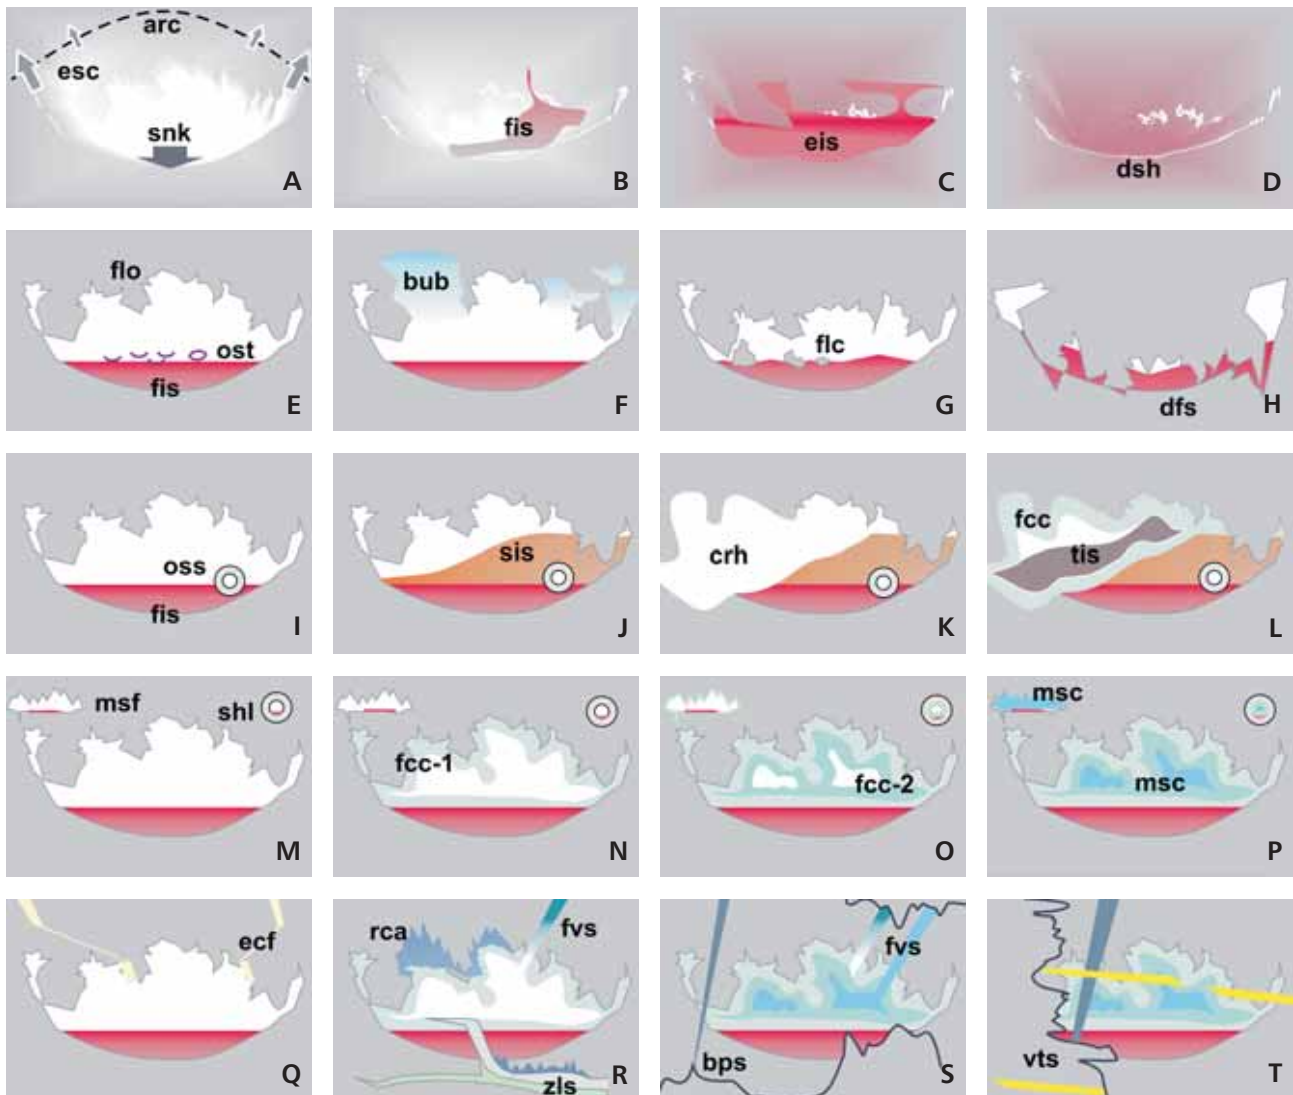 arc
esc
snk
A
fis
B
eis
C
dsh
D
flo
ost
fis
E
bub
F
flc
G
dfs
H
oss
fis
I
sis
J
crh
K
fcc
tis
L
msf
shl
M
fcc-1
N
fcc-2
O
msc
msc
P
ecf
Q
rca
fvs
zls
R
fvs
bps
S
vts
T